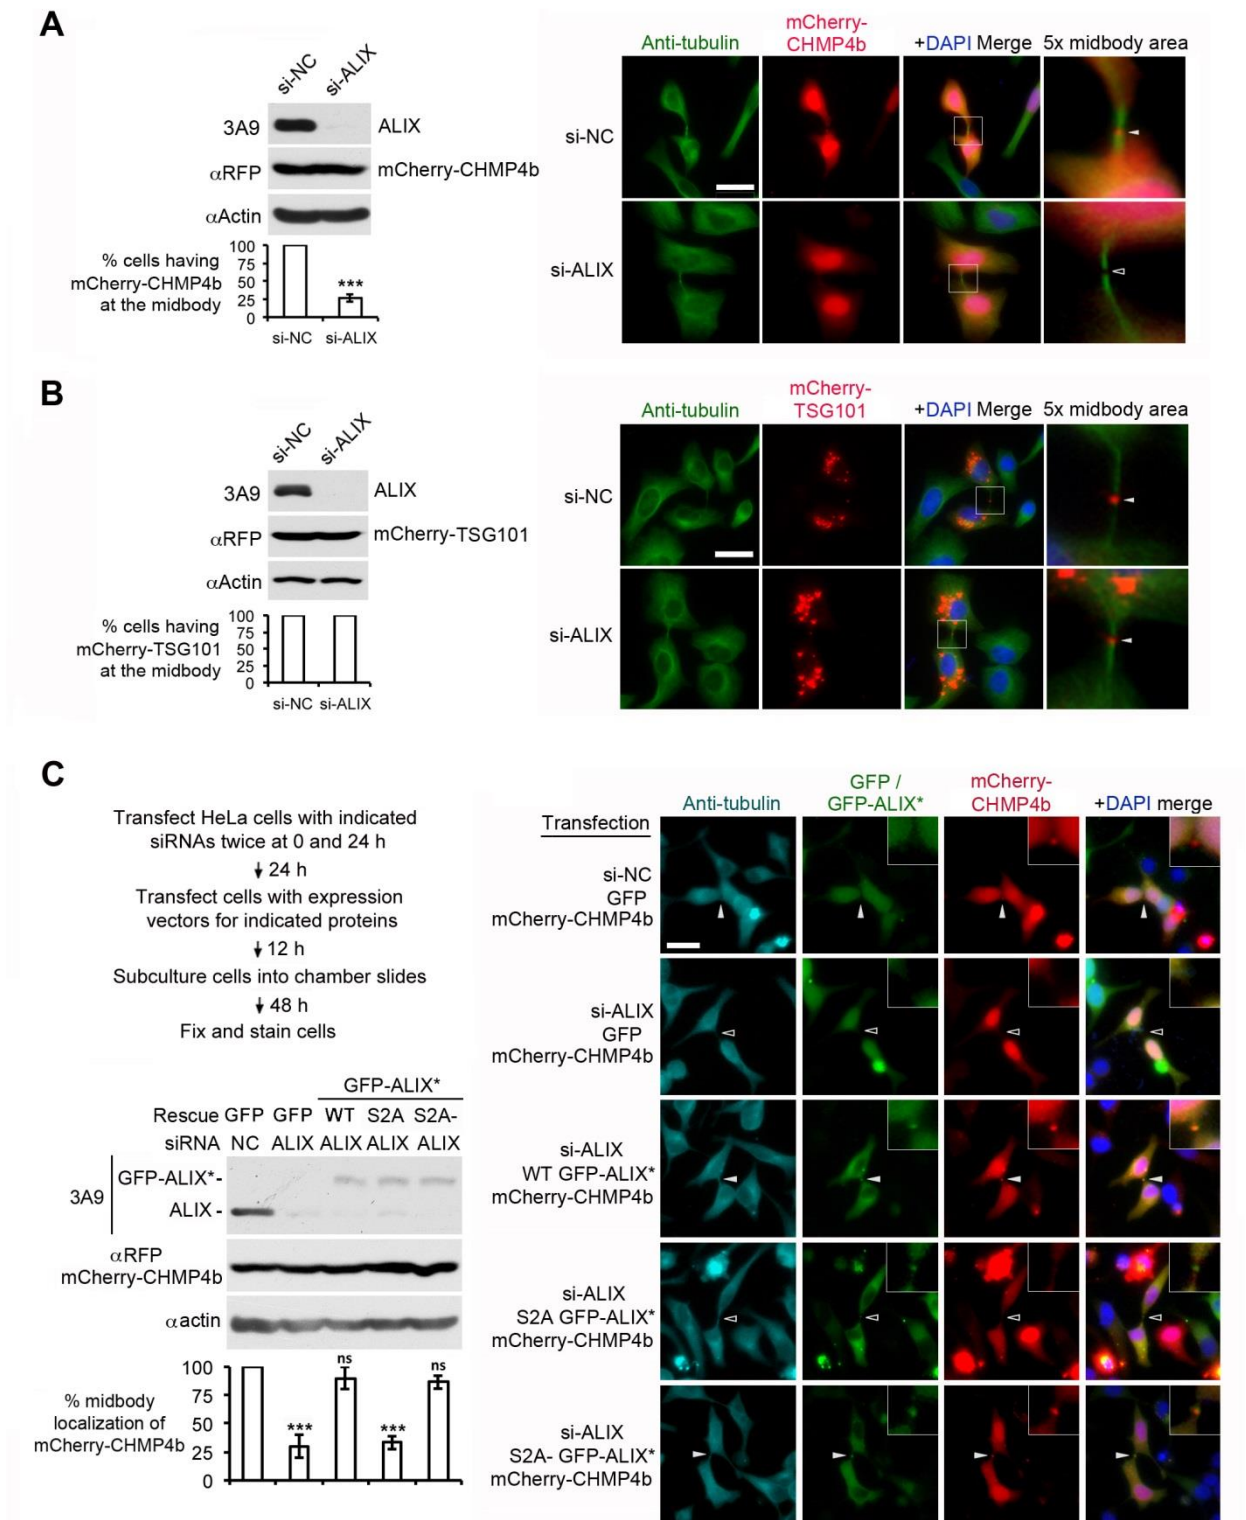 A
si-NC
si-ALIX
3A9
ALIX
αRFP
mCherry-CHMP4b
αActin
% cells having
mCherry-CHMP4b
at the midbody
100
75
50
25
0
***
si-NC
si-ALIX
Anti-tubulin
mCherry-
CHMP4b
+DAPI Merge
5x midbody area
si-NC
si-ALIX
B
si-NC
si-ALIX
3A9
ALIX
αRFP
mCherry-TSG101
αActin
% cells having
mCherry-TSG101
at the midbody
100
75
50
25
0
si-NC
si-ALIX
Anti-tubulin
mCherry-
TSG101
+DAPI Merge
5x midbody area
si-NC
si-ALIX
C
Transfect HeLa cells with indicated
siRNAs twice at 0 and 24 h
24 h
Transfect cells with expression
vectors for indicated proteins
12 h
Subculture cells into chamber slides
48 h
Fix and stain cells
GFP-ALIX*
Rescue GFP GFP WT S2A S2A-
siRNA NC ALIX ALIX ALIX ALIX
3A9
GFP-ALIX*-
ALIX -
αRFP
mCherry-CHMP4b
αactin
% midbody
localization of
mCherry-CHMP4b
100
75
50
25
0
***
ns
***
ns
Anti-tubulin
GFP /
GFP-ALIX*
mCherry-
CHMP4b
+DAPI merge
Transfection
si-NC
GFP
mCherry-CHMP4b
si-ALIX
GFP
mCherry-CHMP4b
si-ALIX
WT GFP-ALIX*
mCherry-CHMP4b
si-ALIX
S2A GFP-ALIX*
mCherry-CHMP4b
si-ALIX
S2A- GFP-ALIX*
mCherry-CHMP4b